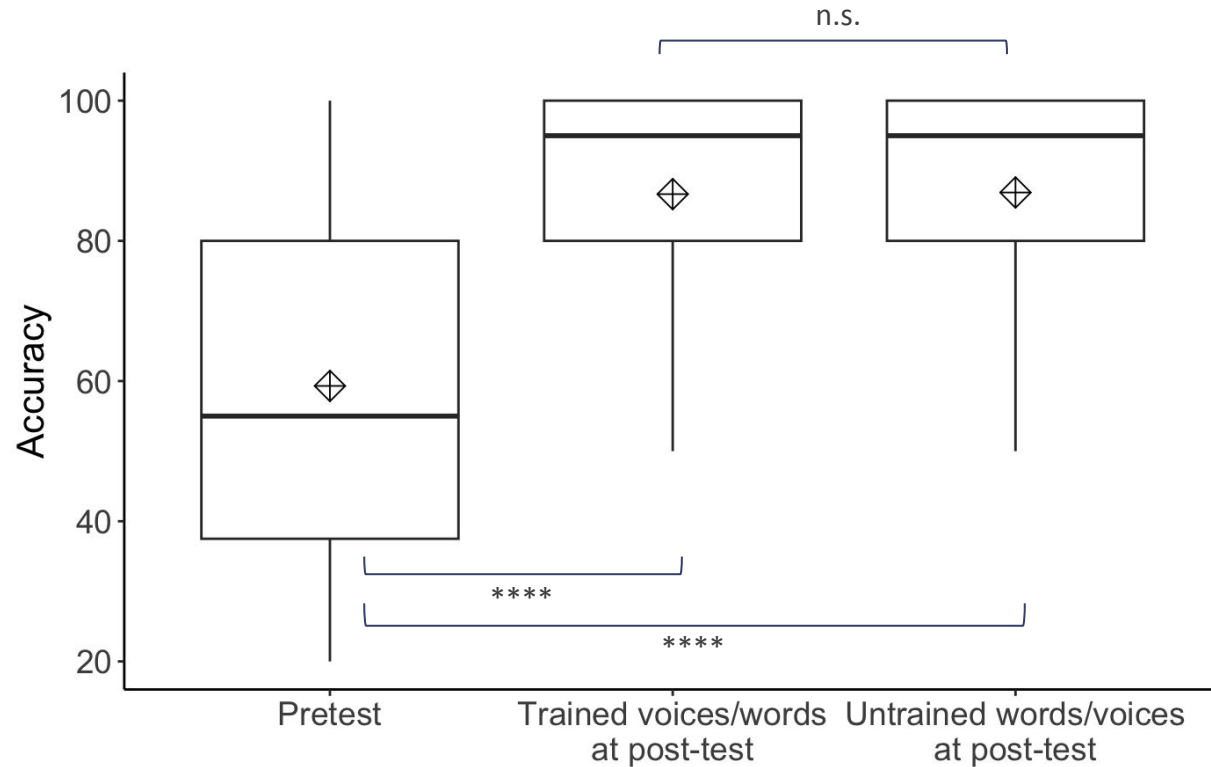 n.s.
100
80
60
40
20
Accuracy
****
****
Pretest
Trained voices/words
at post-test
Untrained words/voices
at post-test